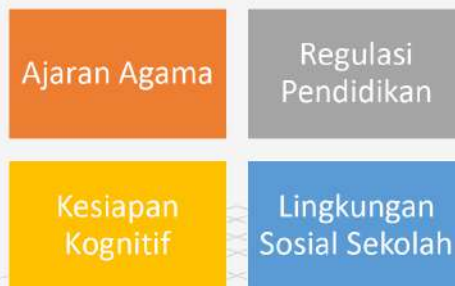 Ajaran Agama
Regulasi
Pendidikan
Kesiapan
Kognitif
Lingkungan
Sosial Sekolah